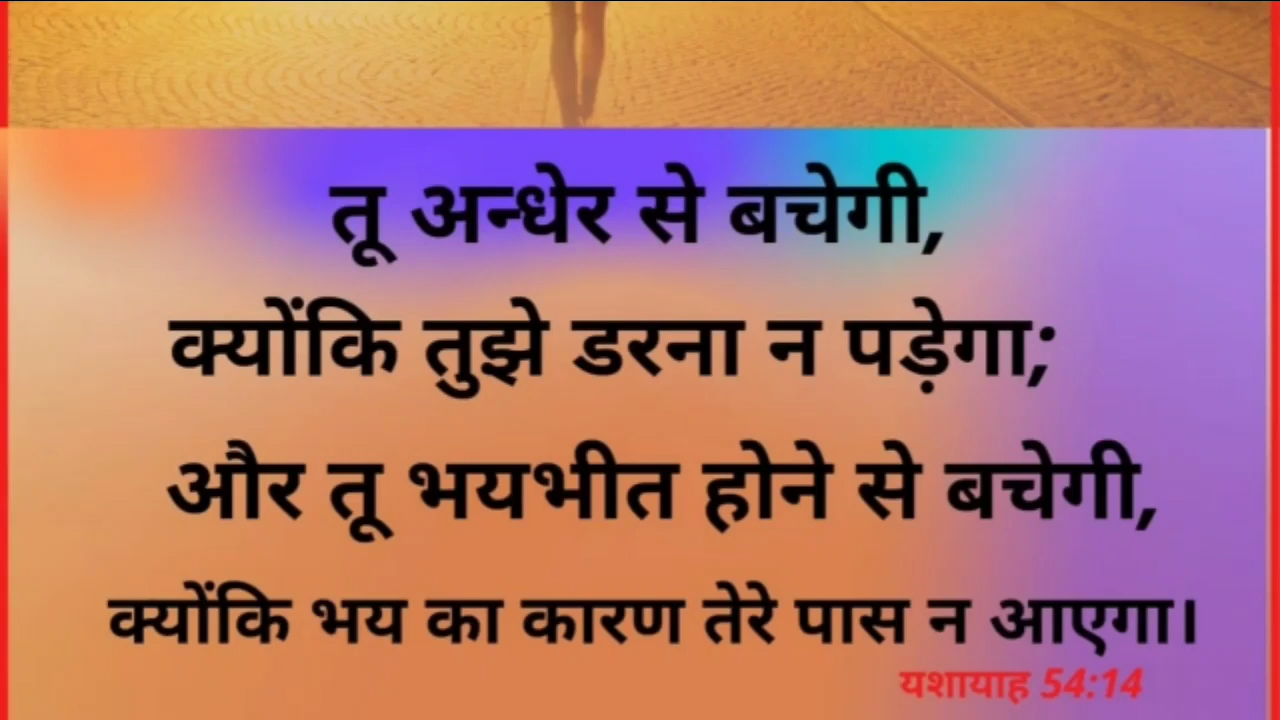 तू अन्धेर से बचेगी,
क्योंकि तुझे डरना न पड़ेगा;
और तू भयभीत होने से बचेगी,
क्योंकि भय का कारण तेरे पास न आएगा।
यशायाह 54:14